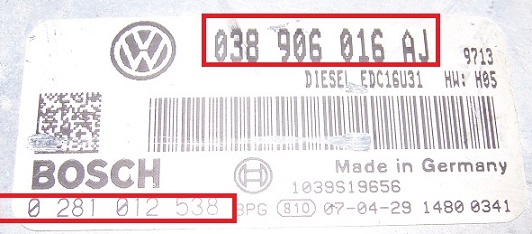 038 906 016 AJ 9713
DIESEL EDC16U31 HW: H05
BOSCH
Made in Germany
1039S19656
0 281 012 538 BPG 810 07-04-29 1480 0341